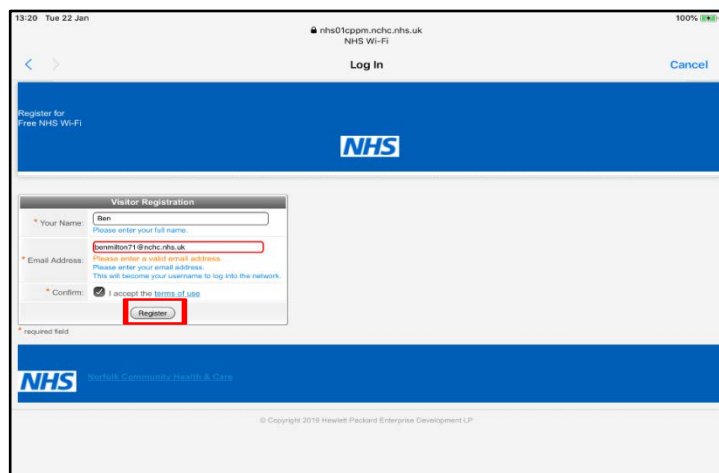 13:20 Tue 22 Jan
100%
nhs01cppm.nchc.nhs.uk
NHS Wi-Fi
Log In
Cancel
Register for
Free NHS Wi-Fi
NHS
Visitor Registration
* Your Name:
Ben
Please enter your full name.
* Email Address:
benmilton71@nchc.nhs.uk
Please enter a valid email address.
Please enter your email address.
This will become your username to log into the network.
* Confirm:
I accept the terms of use
Register
* required field
NHS
Norfolk Community Health & Care
© Copyright 2019 Hewlett Packard Enterprise Development LP